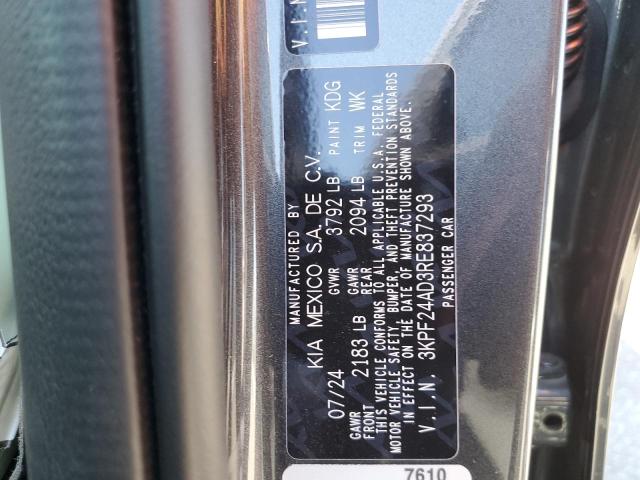 V.I.N
MANUFACTURED BY
KIA MEXICO S.A. DE C.V.
07/24 GVWR 3792 LB PAINT KDG
GAWR FRONT 2183 LB GAWR REAR 2094 LB TRIM WK
THIS VEHICLE CONFORMS TO ALL APPLICABLE U.S.A. FEDERAL
MOTOR VEHICLE SAFETY, BUMPER, AND THEFT PREVENTION STANDARDS
IN EFFECT ON THE DATE OF MANUFACTURE SHOWN ABOVE.
V.I.N. 3KPF24AD3RE837293
PASSENGER CAR
7610